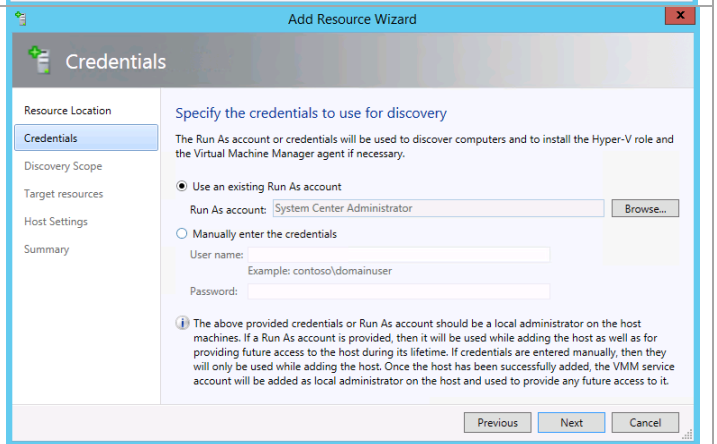 Add Resource Wizard
x
Credentials
Resource Location
Credentials
Discovery Scope
Target resources
Host Settings
Summary
Specify the credentials to use for discovery
The Run As account or credentials will be used to discover computers and to install the Hyper-V role and
the Virtual Machine Manager agent if necessary.
Use an existing Run As account
Run As account: System Center Administrator Browse...
Manually enter the credentials
User name:
Example: contoso\domainuser
Password:
The above provided credentials or Run As account should be a local administrator on the host
machines. If a Run As account is provided, then it will be used while adding the host as well as for
providing future access to the host during its lifetime. If credentials are entered manually, then they
will only be used while adding the host. Once the host has been successfully added, the VMM service
account will be added as local administrator on the host and used to provide any future access to it.
Previous Next Cancel